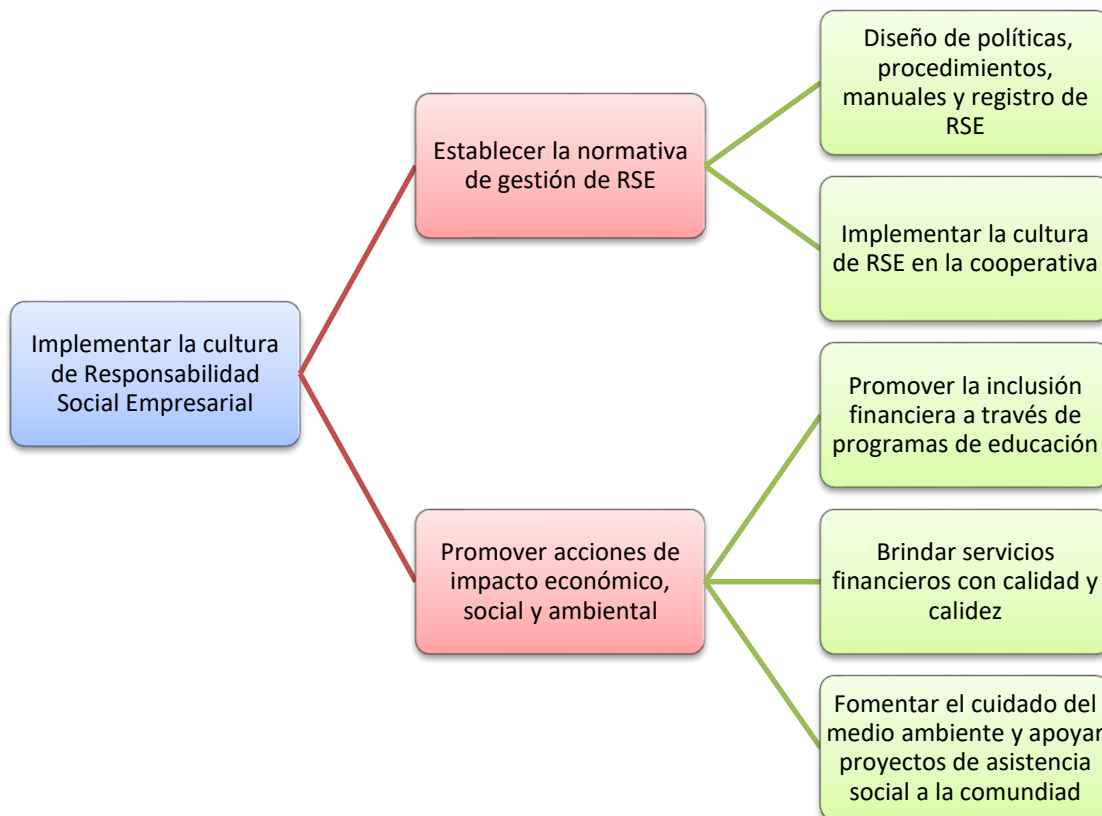 Implementar la cultura
de Responsabilidad
Social Empresarial
Establecer la normativa
de gestión de RSE
Diseño de políticas,
procedimientos,
manuales y registro de
RSE
Implementar la cultura
de RSE en la cooperativa
Promover acciones de
impacto económico,
social y ambiental
Promover la inclusión
financiera a través de
programas de educación
Brindar servicios
financieros con calidad y
calidez
Fomentar el cuidado del
medio ambiente y apoyar
proyectos de asistencia
social a la comundiad